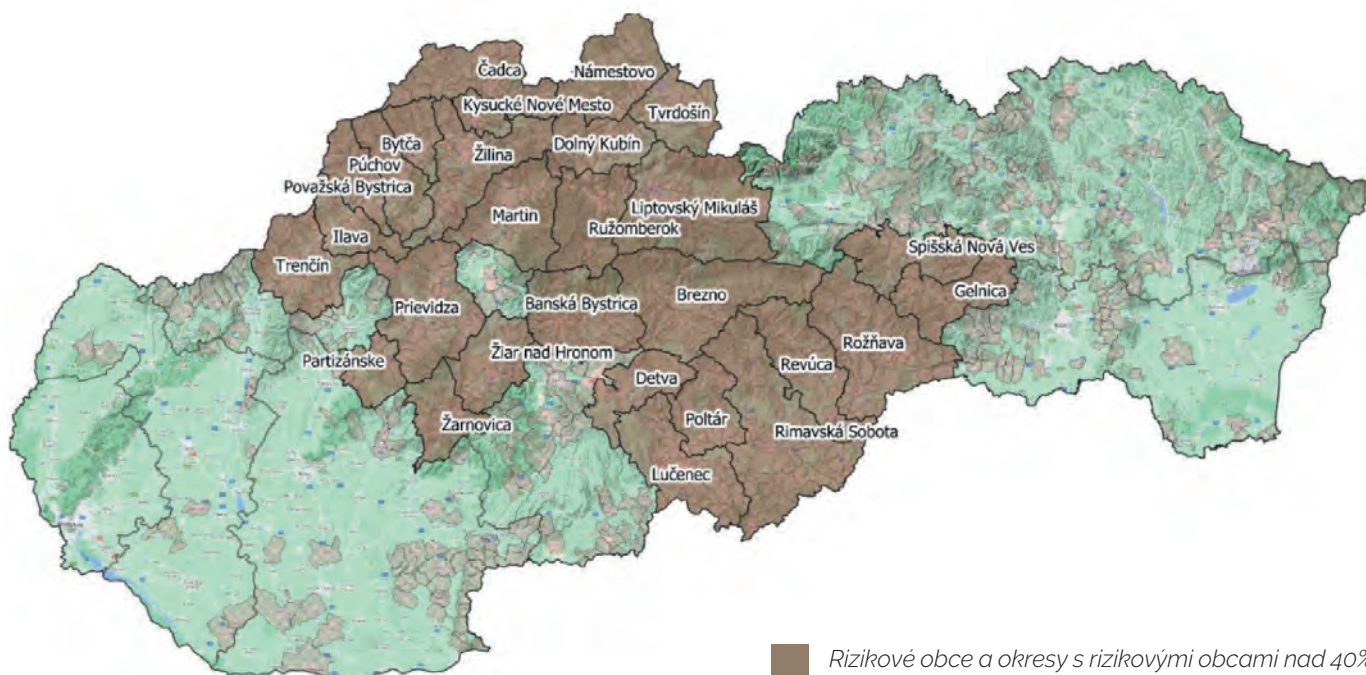 Čadca
Námestovo
Kysucké Nové Mesto
Tvrdošín
Bytča
Žilina
Dolný Kubín
Púchov
Považská Bystrica
Martin
Liptovský Mikuláš
Ružomberok
Ilava
Trenčín
Spišská Nová Ves
Gelnica
Prievidza
Banská Bystrica
Brezno
Rožňava
Partizánske
Žiar nad Hronom
Detva
Revúca
Žarnovica
Poltár
Rimavská Sobota
Lučenec
Rizikové obce a okresy s rizikovými obcami nad 40%